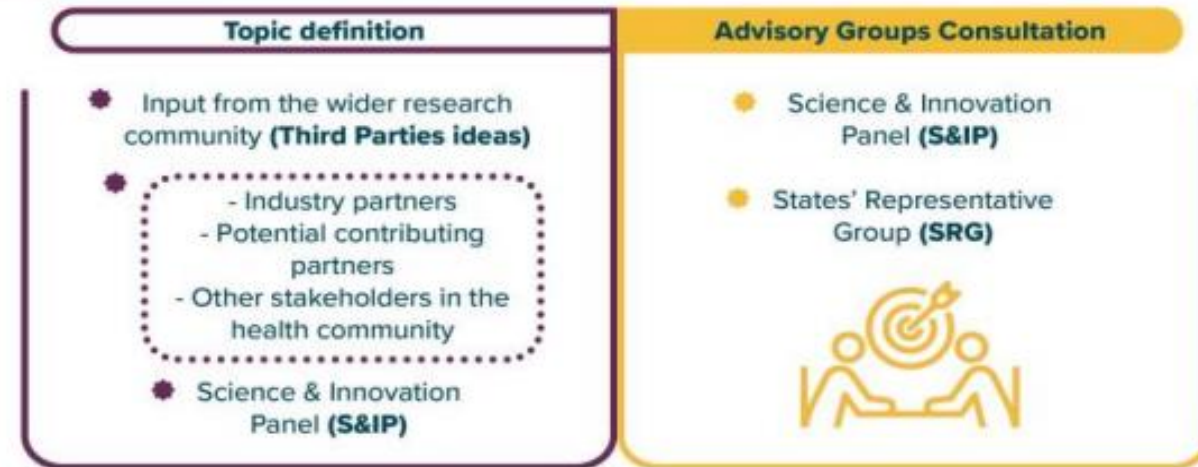 Topic definition
Input from the wider research
community (Third Parties ideas)
- Industry partners
- Potential contributing
partners
- Other stakeholders in the
health community
Science & Innovation
Panel (S&IP)
Advisory Groups Consultation
Science & Innovation
Panel (S&IP)
States' Representative
Group (SRG)